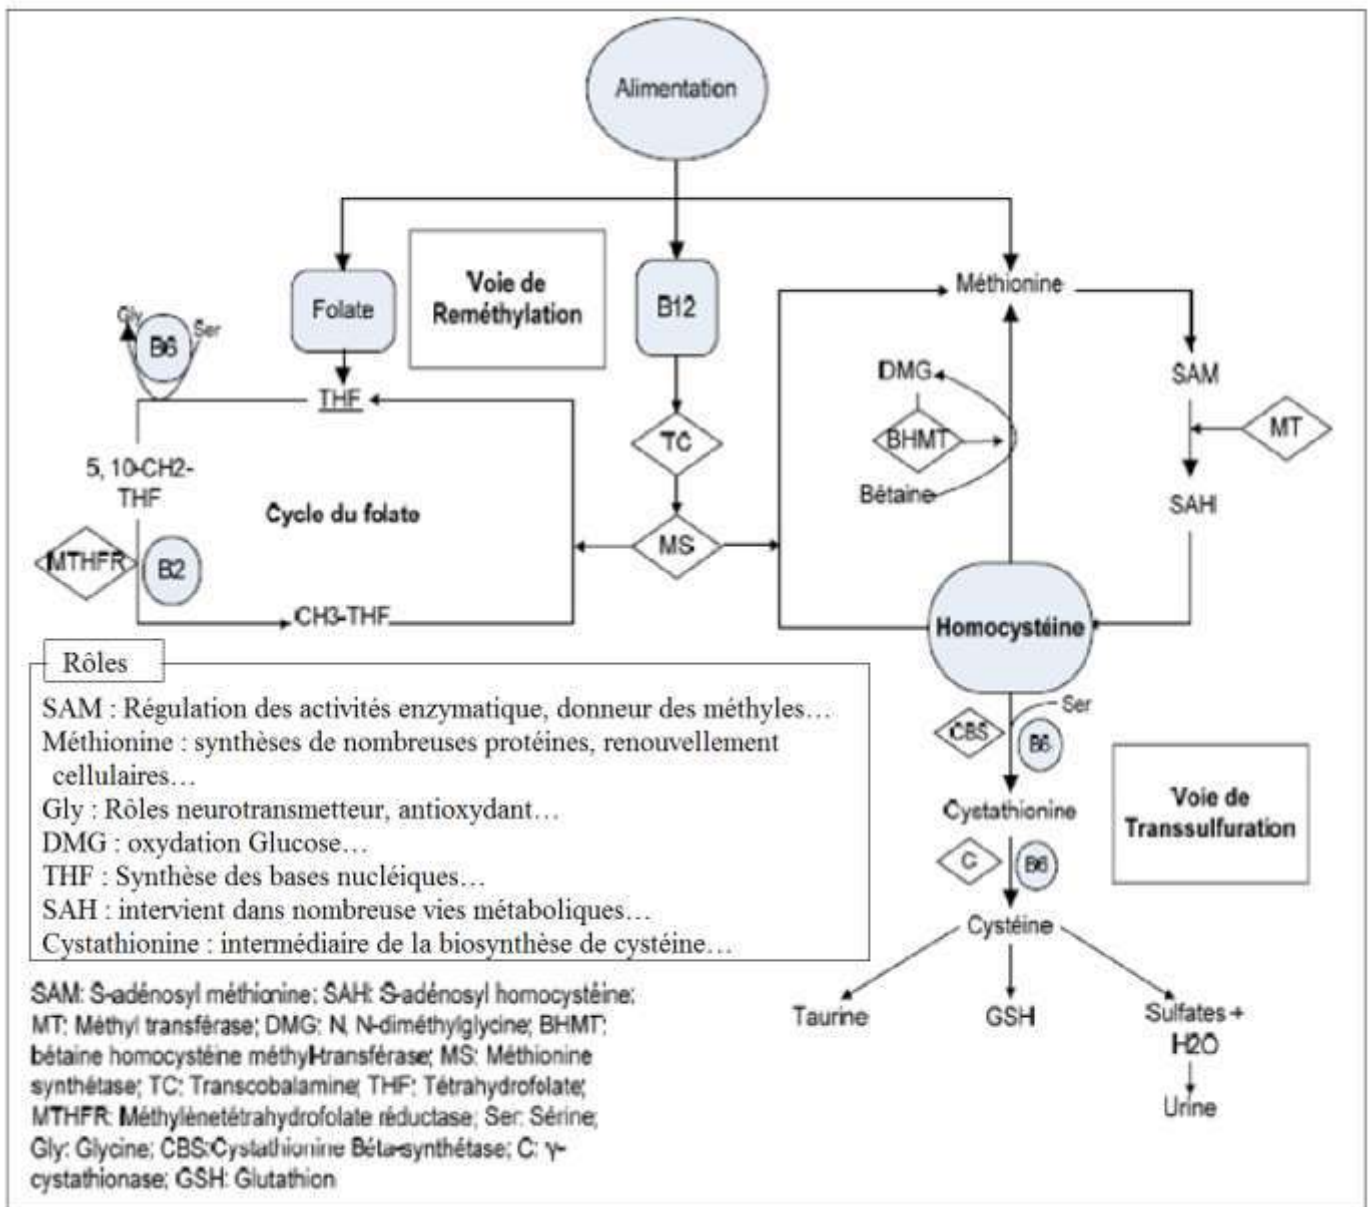 Alimentation
Voie de
Reméthylation
Folate
B12
Méthionine
Gly
B6
Ser
THF
DMG
SAM
TC
BHMT
MT
5, 10-CH2-
THF
Cycle du folate
Bétaine
SAH
MS
MTHFR
B2
CH3-THF
Homocystéine
Rôles
SAM : Régulation des activités enzymatique, donneur des méthyles…
Méthionine : synthèses de nombreuses protéines, renouvellement
cellulaires…
Gly : Rôles neurotransmetteur, antioxydant…
DMG : oxydation Glucose…
THF : Synthèse des bases nucléiques…
SAH : intervient dans nombreuse vies métaboliques…
Cystathionine : intermédiaire de la biosynthèse de cystéine…
Ser
CBS
B6
Cystathionine
Voie de
Transsulfuration
C
B6
Cystéine
Taurine
GSH
Sulfates +
H2O
Urine
SAM: S-adénosyl méthionine; SAH: S-adénosyl homocystéine;
MT: Méthyl transférase; DMG: N, N-diméthylglycine; BHMT:
bétaine homocystéine méthyl-transférase; MS: Méthionine
synthétase; TC: Transcobalamine; THF: Tétrahydrofolate;
MTHFR: Méthylènetétrahydrofolate réductase; Ser: Sérine;
Gly: Glycine; CBS:Cystathionine Béta-synthétase; C: γ-
cystathionase; GSH: Glutathion